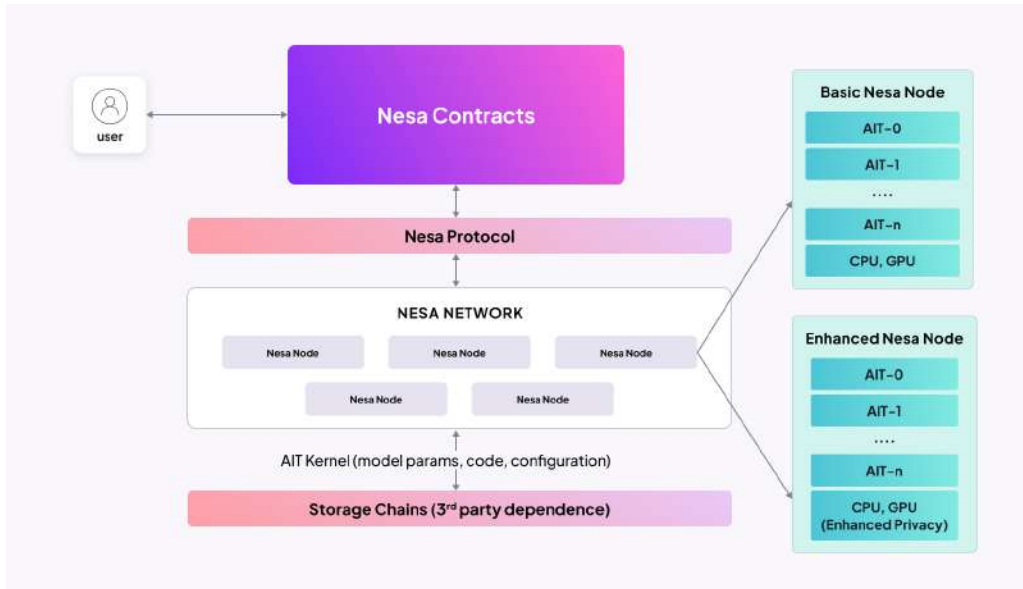 user
Nesa Contracts
Nesa Protocol
NESA NETWORK
Nesa Node
Nesa Node
Nesa Node
Nesa Node
Nesa Node
AIT Kernel (model params, code, configuration)
Storage Chains (3rd party dependence)
Basic Nesa Node
AIT-0
AIT-1
....
AIT-n
CPU, GPU
Enhanced Nesa Node
AIT-0
AIT-1
....
AIT-n
CPU, GPU
(Enhanced Privacy)